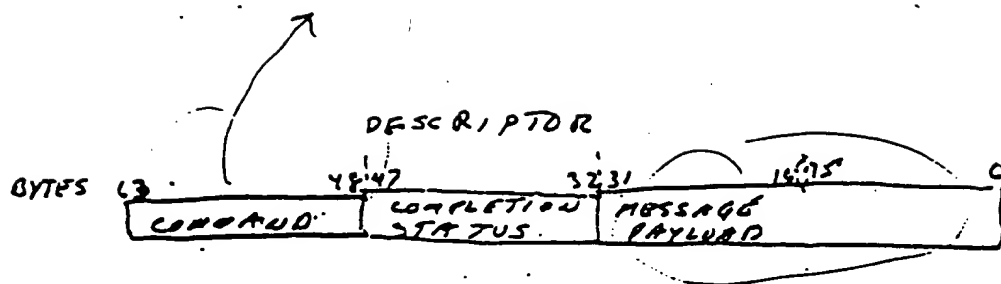 DESCRIPTOR
BYTES 63 48 47 32 31 16 15 0
COMMAND COMPLETION STATUS MESSAGE PAYLOAD